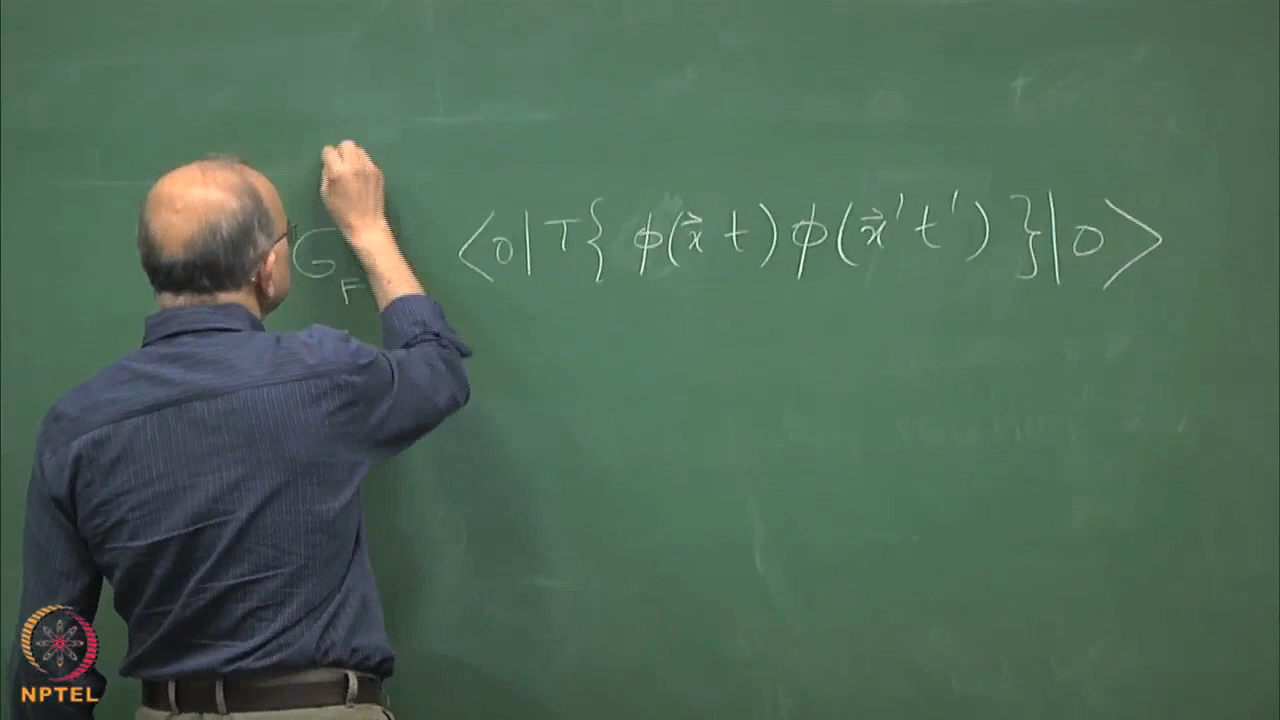 G_F <0|T{ϕ(x⃗ t) ϕ(x⃗' t')}|0>
NPTEL